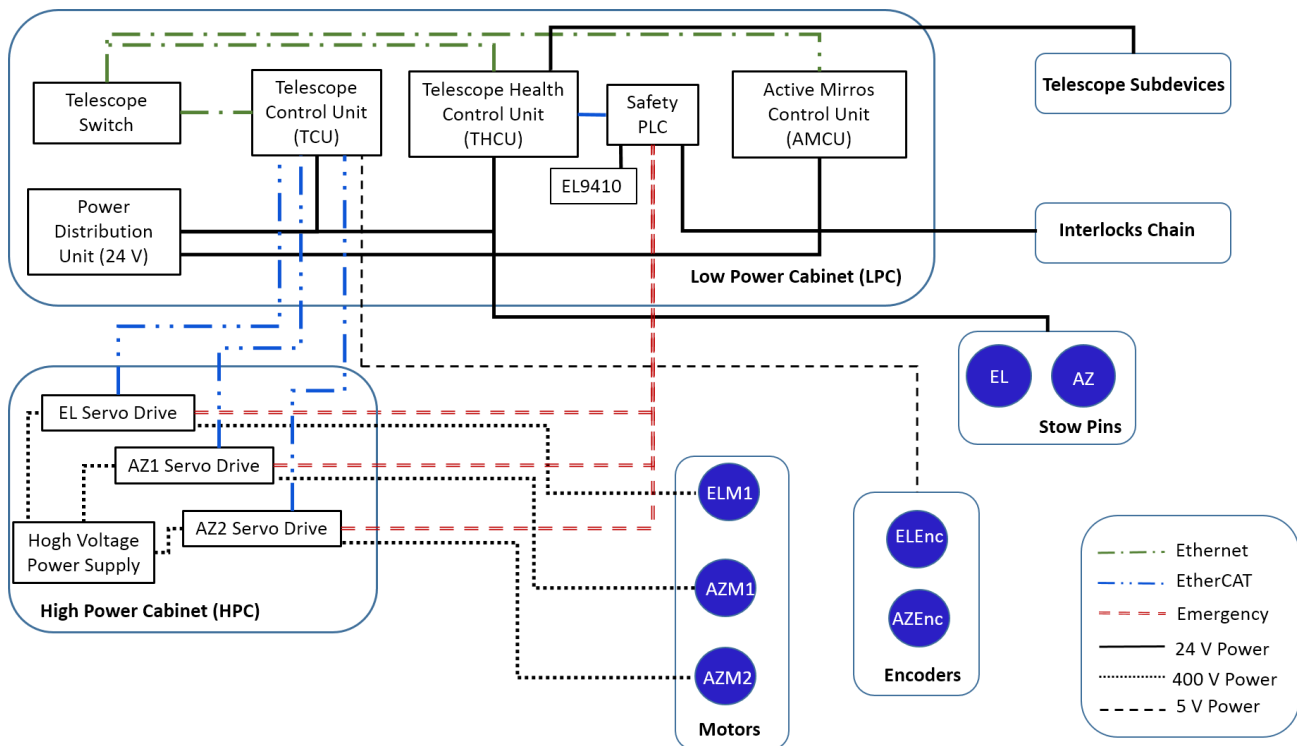 Telescope
Switch
Telescope
Control Unit
(TCU)
Telescope Health
Control Unit
(THCU)
Safety
PLC
EL9410
Active Mirros
Control Unit
(AMCU)
Power
Distribution
Unit (24 V)
Low Power Cabinet (LPC)
Telescope Subdevices
Interlocks Chain
EL
AZ
Stow Pins
EL Servo Drive
AZ1 Servo Drive
AZ2 Servo Drive
Hogh Voltage
Power Supply
High Power Cabinet (HPC)
ELM1
AZM1
AZM2
Motors
ELEnc
AZEnc
Encoders
Ethernet
EtherCAT
Emergency
24 V Power
400 V Power
5 V Power